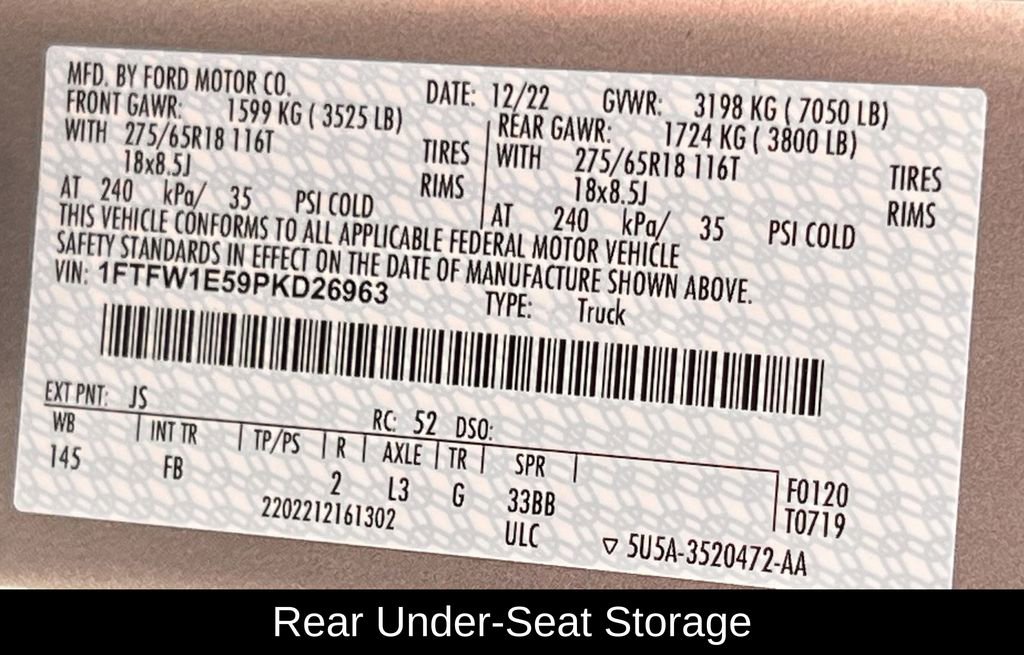 MFD. BY FORD MOTOR CO. DATE: 12/22 GVWR: 3198 KG ( 7050 LB)
FRONT GAWR: 1599 KG ( 3525 LB) REAR GAWR: 1724 KG ( 3800 LB)
WITH 275/65R18 116T TIRES WITH 275/65R18 116T TIRES
18x8.5J RIMS 18x8.5J RIMS
AT 240 kPa/ 35 PSI COLD AT 240 kPa/ 35 PSI COLD
THIS VEHICLE CONFORMS TO ALL APPLICABLE FEDERAL MOTOR VEHICLE
SAFETY STANDARDS IN EFFECT ON THE DATE OF MANUFACTURE SHOWN ABOVE.
VIN: 1FTFW1E59PKD26963 TYPE: Truck
EXT PNT: JS RC: 52 DSO:
WB INT TR TP/PS R AXLE TR SPR
145 FB 2 L3 G 33BB F0120
2202212161302 ULC T0719
▽ 5U5A-3520472-AA
Rear Under-Seat Storage